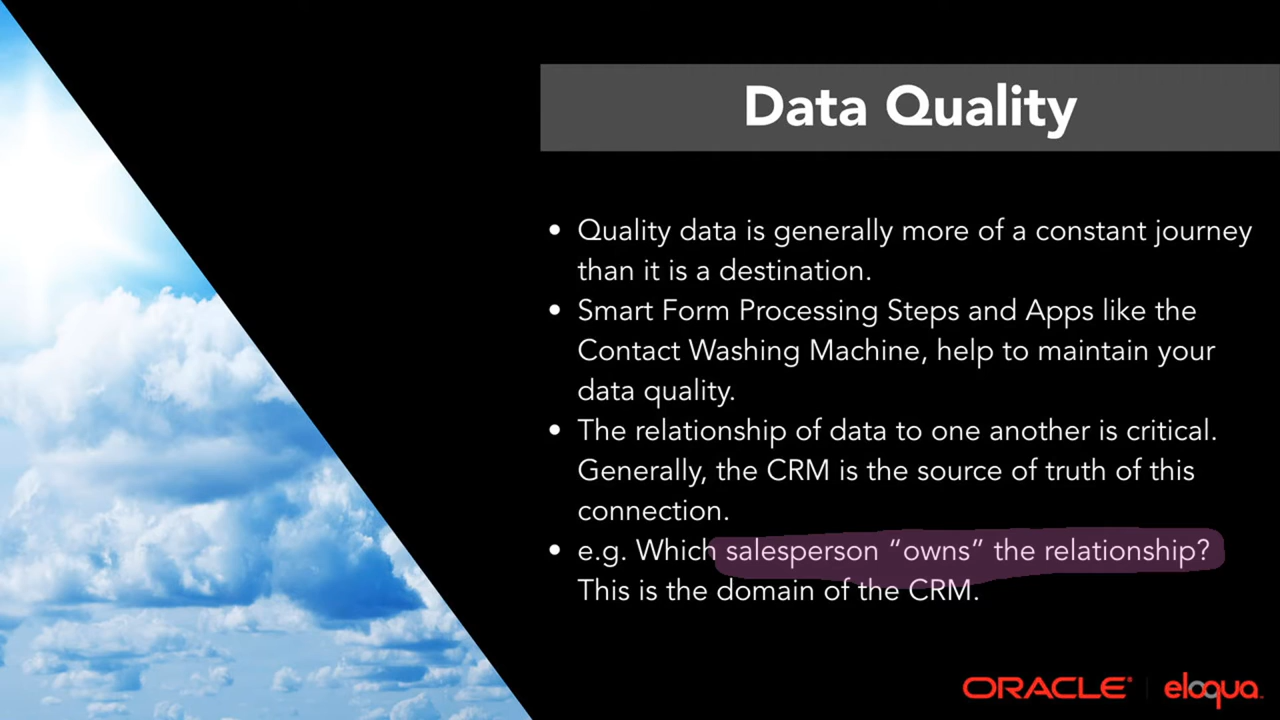 Data Quality
• Quality data is generally more of a constant journey
than it is a destination.
• Smart Form Processing Steps and Apps like the
Contact Washing Machine, help to maintain your
data quality.
• The relationship of data to one another is critical.
Generally, the CRM is the source of truth of this
connection.
• e.g. Which salesperson “owns” the relationship?
This is the domain of the CRM.
ORACLE® | eloqua.